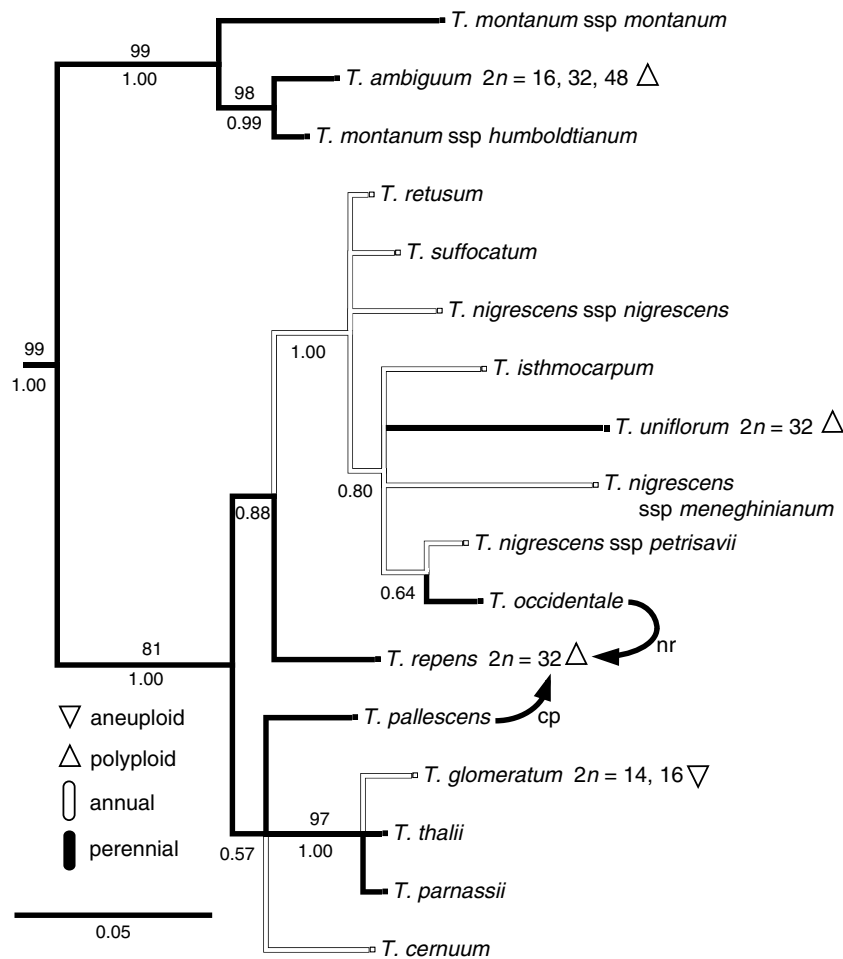 T. montanum ssp montanum
99
1.00
T. ambiguum 2n = 16, 32, 48
98
0.99
T. montanum ssp humboldtianum
T. retusum
T. suffocatum
T. nigrescens ssp nigrescens
1.00
99
1.00
T. isthmocarpum
T. uniflorum 2n = 32
0.80
T. nigrescens
ssp meneghinianum
0.88
T. nigrescens ssp petrisavii
0.64
T. occidentale
nr
81
1.00
T. repens 2n = 32
T. pallescens
cp
aneuploid
polyploid
annual
perennial
T. glomeratum 2n = 14, 16
97
1.00
T. thalii
0.57
T. parnassii
0.05
T. cernuum